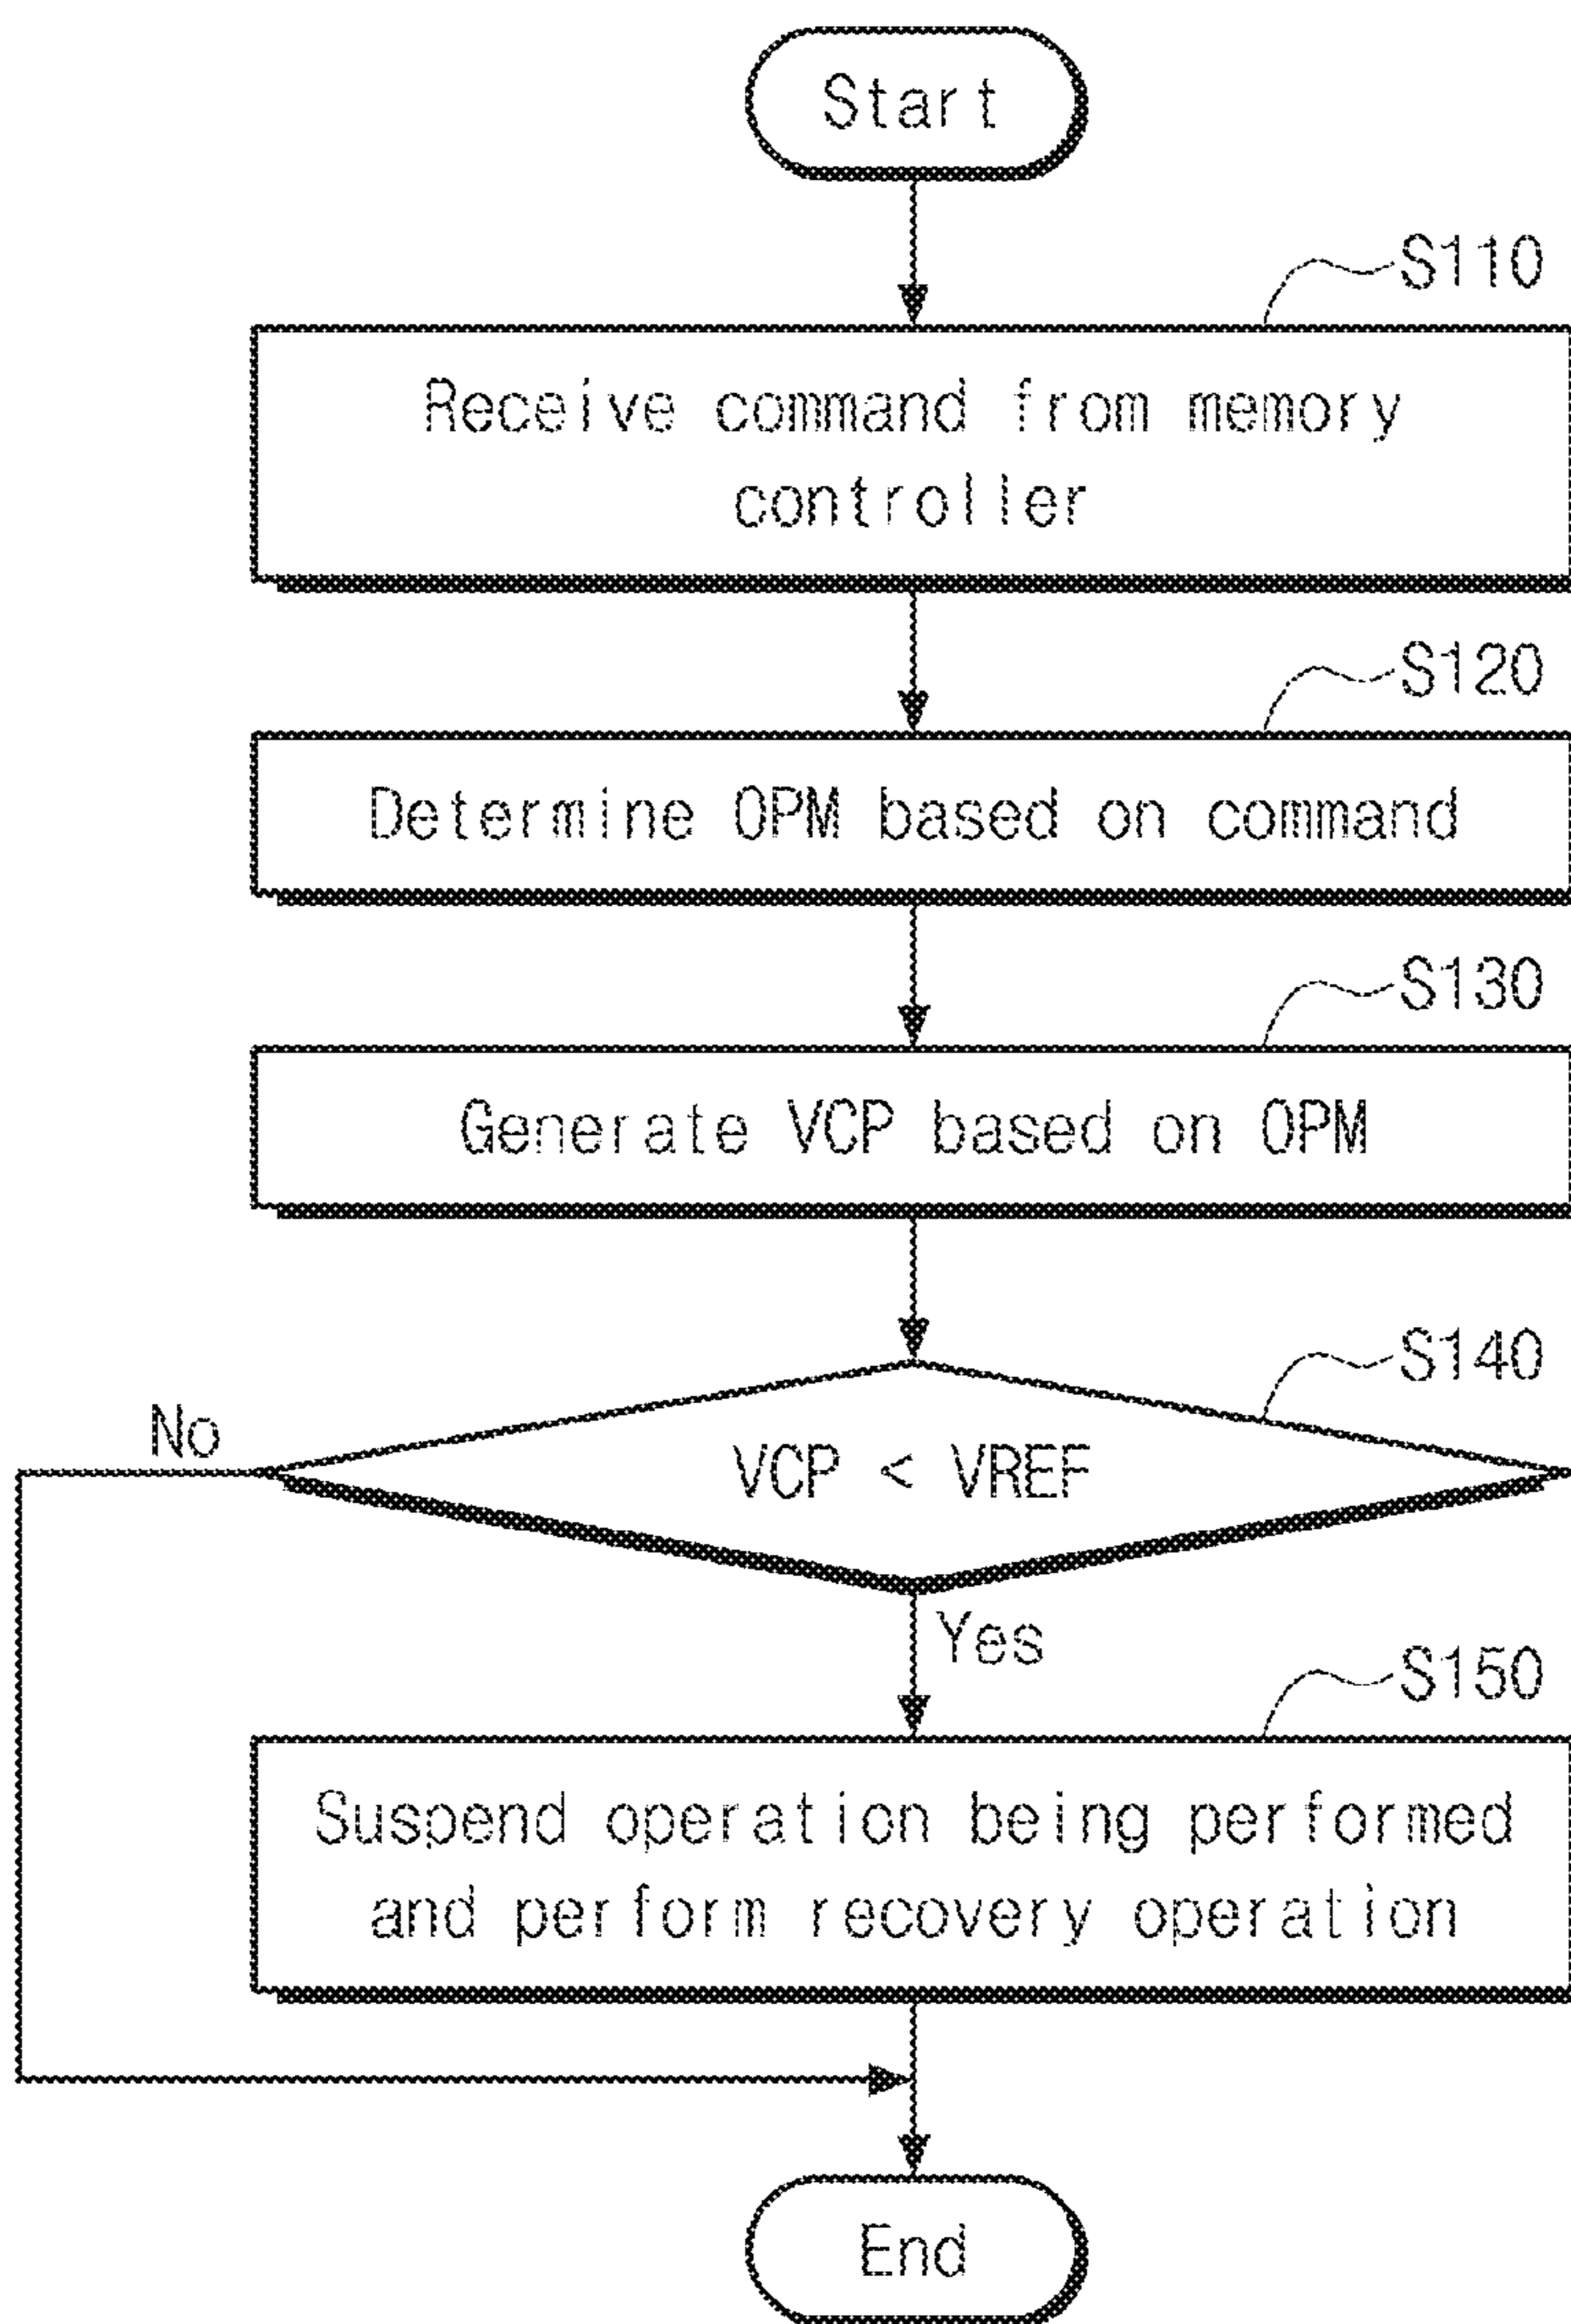 Start
S110
Receive command from memory
controller
S120
Determine OPM based on command
S130
Generate VCP based on OPM
S140
No
VCP < VREF
Yes
S150
Suspend operation being performed
and perform recovery operation
End